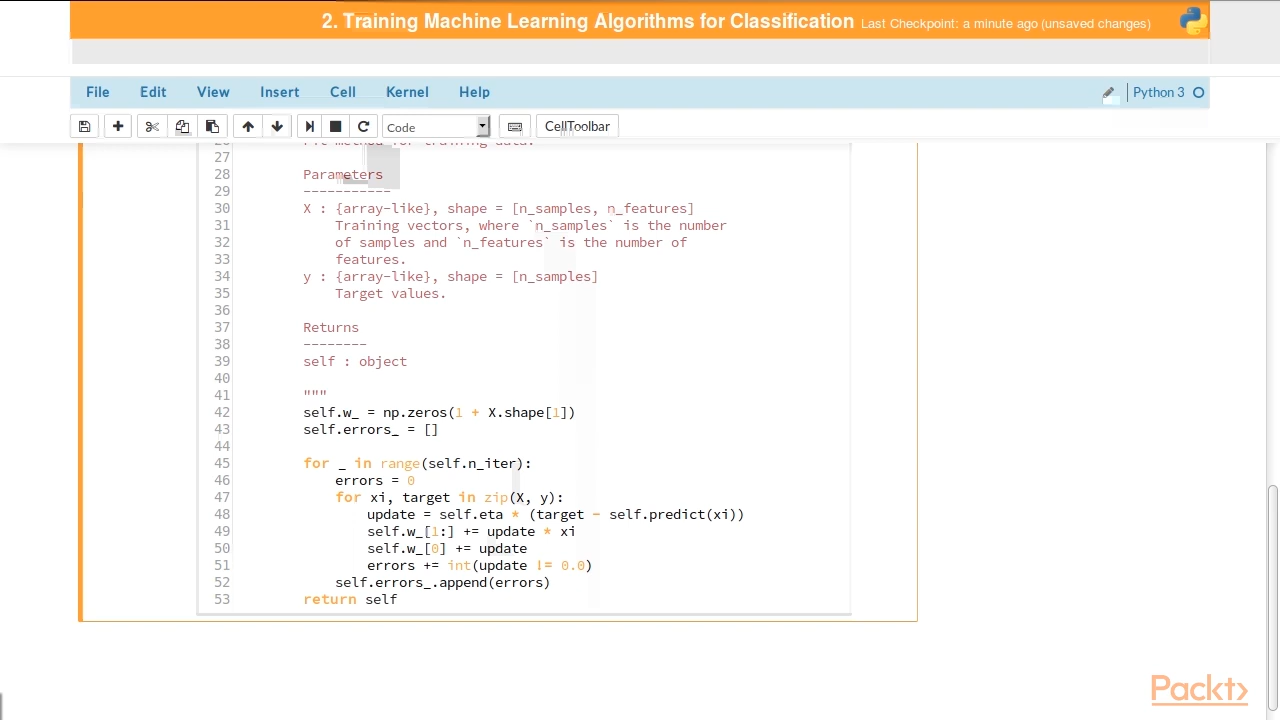 2. Training Machine Learning Algorithms for Classification Last Checkpoint: a minute ago (unsaved changes)
File Edit View Insert Cell Kernel Help Python 3
Code CellToolbar
26 Fit method for training data.
27
28 Parameters
29 -----------
30 X : {array-like}, shape = [n_samples, n_features]
31 Training vectors, where `n_samples` is the number
32 of samples and `n_features` is the number of
33 features.
34 y : {array-like}, shape = [n_samples]
35 Target values.
36
37 Returns
38 --------
39 self : object
40
41 """
42 self.w_ = np.zeros(1 + X.shape[1])
43 self.errors_ = []
44
45 for _ in range(self.n_iter):
46 errors = 0
47 for xi, target in zip(X, y):
48 update = self.eta * (target - self.predict(xi))
49 self.w_[1:] += update * xi
50 self.w_[0] += update
51 errors += int(update != 0.0)
52 self.errors_.append(errors)
53 return self
Packt>